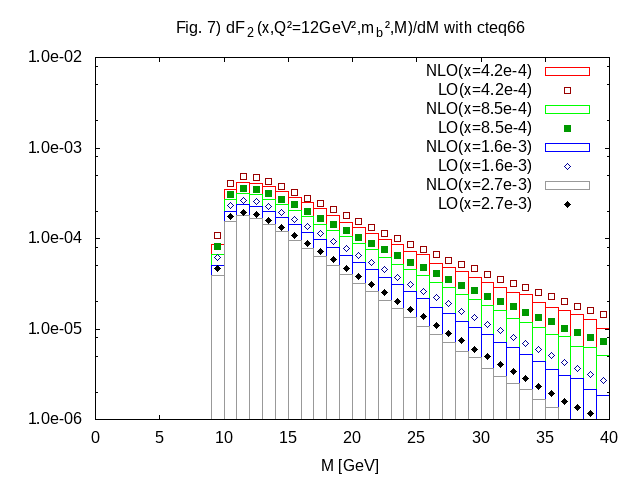 Fig. 7) dF₂(x,Q²=12GeV²,m_b²,M)/dM with cteq66
1.0e-02
NLO(x=4.2e-4)
LO(x=4.2e-4)
NLO(x=8.5e-4)
LO(x=8.5e-4)
1.0e-03
NLO(x=1.6e-3)
LO(x=1.6e-3)
NLO(x=2.7e-3)
LO(x=2.7e-3)
1.0e-04
1.0e-05
1.0e-06
0 5 10 15 20 25 30 35 40
M [GeV]